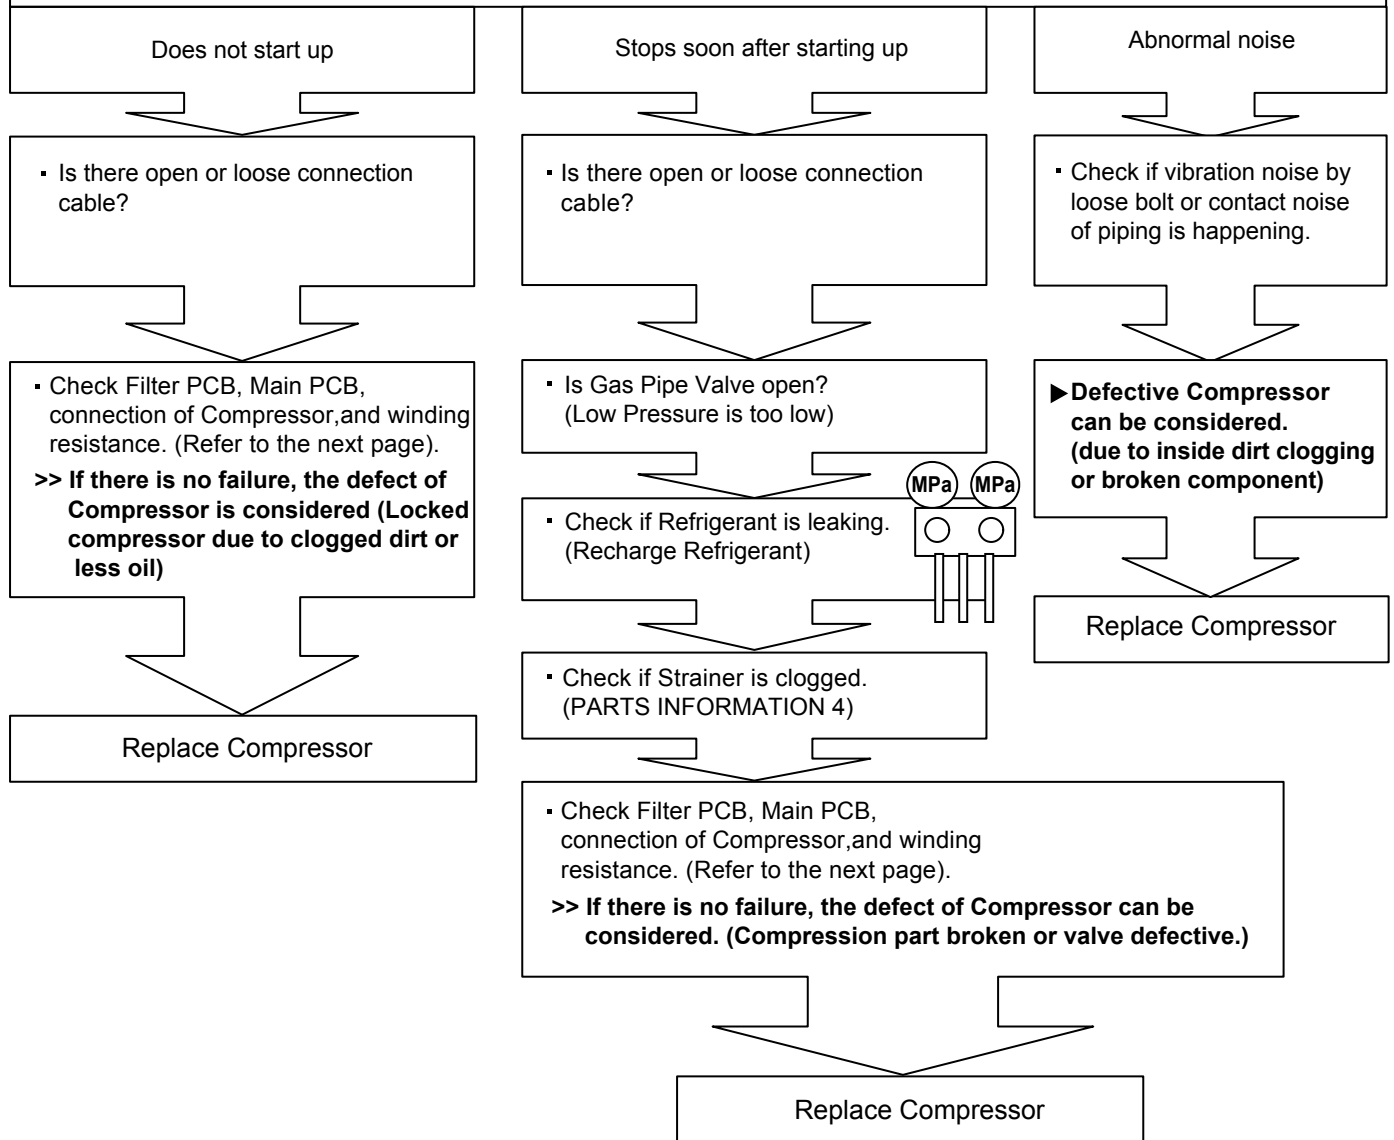 Does not start up
▪ Is there open or loose connection
cable?
▪ Check Filter PCB, Main PCB,
connection of Compressor,and winding
resistance. (Refer to the next page).
>> If there is no failure, the defect of
Compressor is considered (Locked
compressor due to clogged dirt or
less oil)
Replace Compressor
Stops soon after starting up
▪ Is there open or loose connection
cable?
▪ Is Gas Pipe Valve open?
(Low Pressure is too low)
▪ Check if Refrigerant is leaking.
(Recharge Refrigerant)
MPa MPa
▪ Check if Strainer is clogged.
(PARTS INFORMATION 4)
▪ Check Filter PCB, Main PCB,
connection of Compressor,and winding
resistance. (Refer to the next page).
>> If there is no failure, the defect of Compressor can be
considered. (Compression part broken or valve defective.)
Replace Compressor
Abnormal noise
▪ Check if vibration noise by
loose bolt or contact noise
of piping is happening.
▶Defective Compressor
can be considered.
(due to inside dirt clogging
or broken component)
Replace Compressor